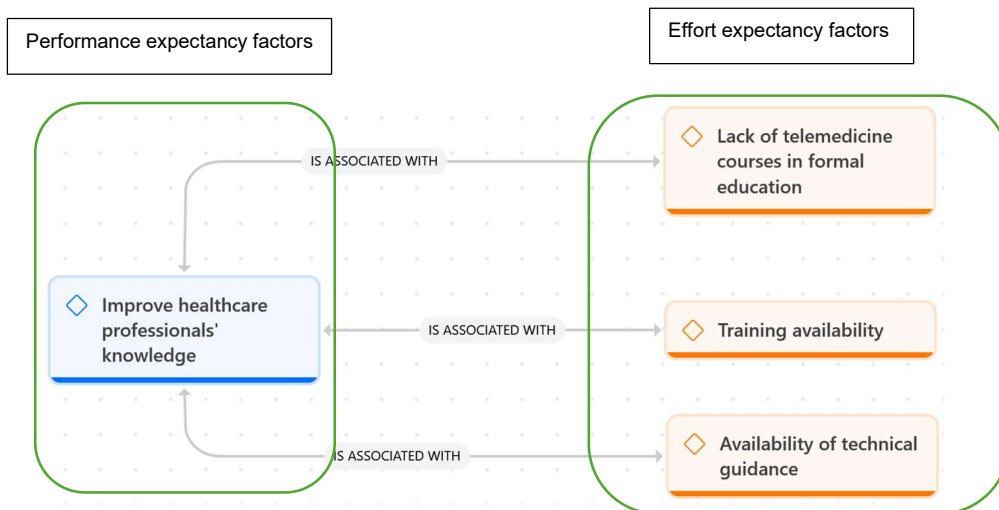 Performance expectancy factors
Effort expectancy factors
Lack of telemedicine
courses in formal
education
IS ASSOCIATED WITH
Improve healthcare
professionals'
knowledge
IS ASSOCIATED WITH
Training availability
IS ASSOCIATED WITH
Availability of technical
guidance